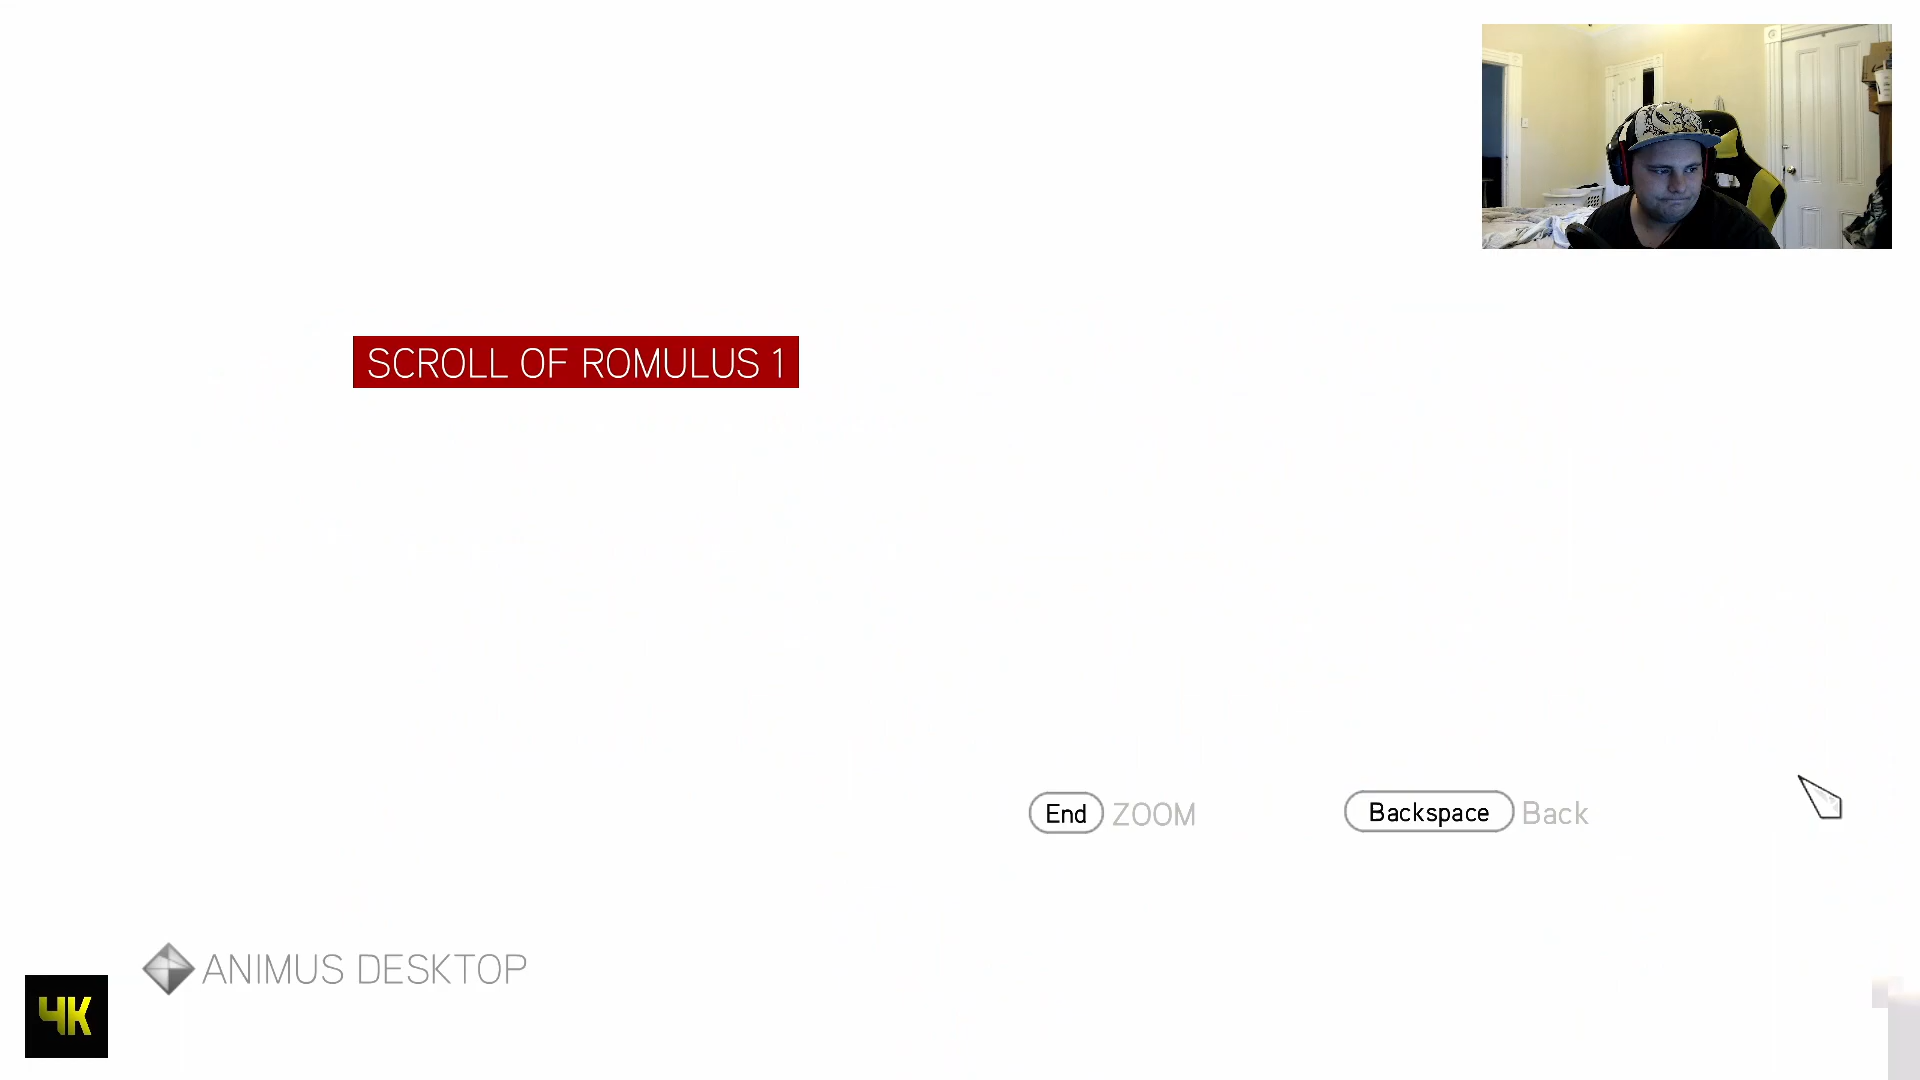 SCROLL OF ROMULUS 1
End ZOOM
Backspace Back
ANIMUS DESKTOP
4K